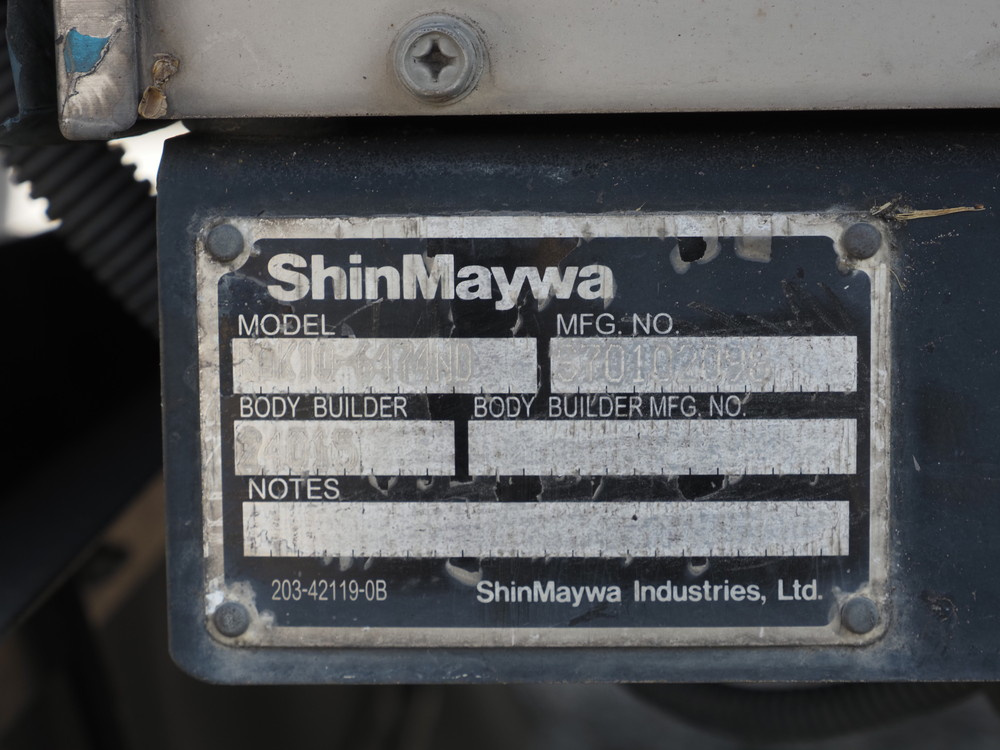 ShinMaywa
MODEL MFG. NO.
BODY BUILDER BODY BUILDER MFG. NO.
NOTES
203-42119-0B ShinMaywa Industries, Ltd.